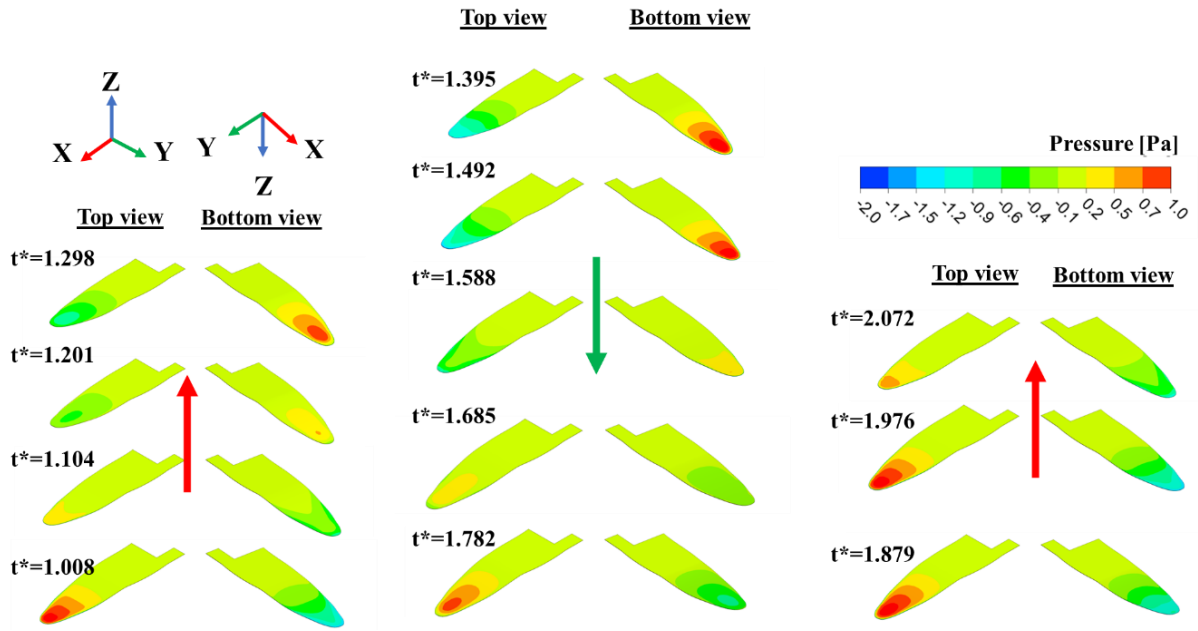 Top view Bottom view
t*=1.395
t*=1.492
t*=1.588
t*=1.685
t*=1.782
Z
X Y
Y X
Z
Top view Bottom view
t*=1.298
t*=1.201
t*=1.104
t*=1.008
Pressure [Pa]
-2.0 -1.7 -1.5 -1.2 -0.9 -0.6 -0.4 -0.1 0.2 0.5 0.7 1.0
Top view Bottom view
t*=2.072
t*=1.976
t*=1.879